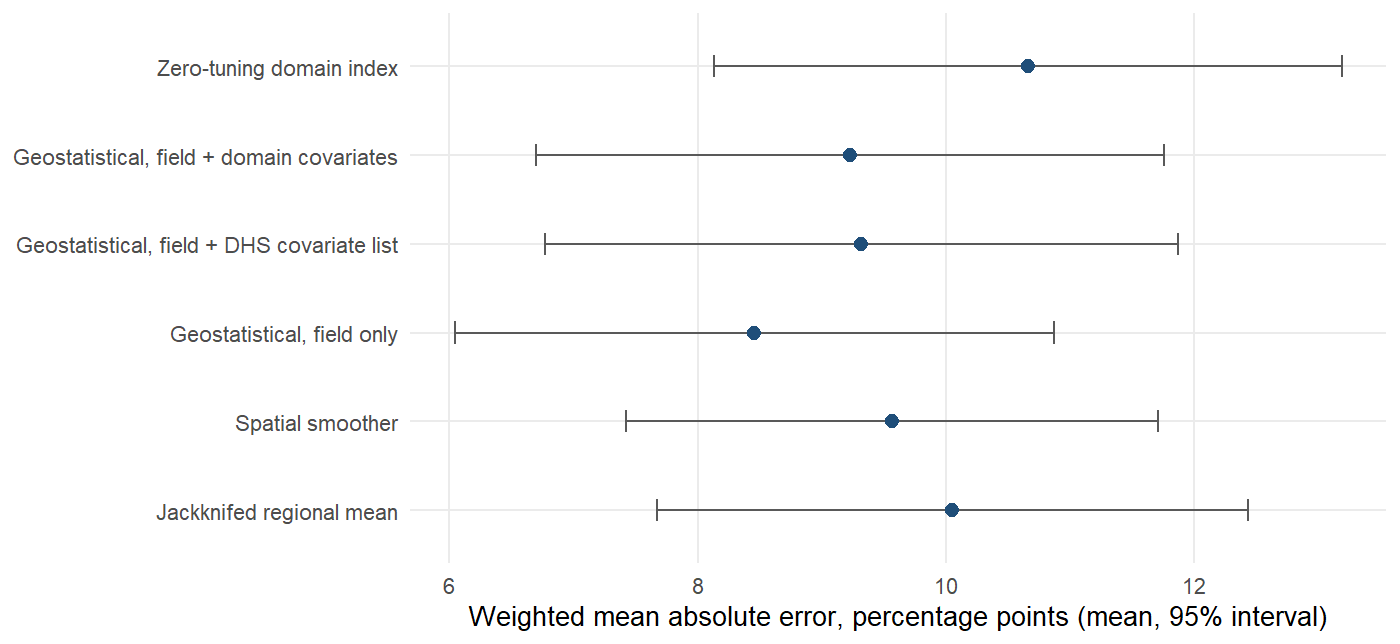 Zero-tuning domain index
Geostatistical, field + domain covariates
Geostatistical, field + DHS covariate list
Geostatistical, field only
Spatial smoother
Jackknifed regional mean
6 8 10 12
Weighted mean absolute error, percentage points (mean, 95% interval)